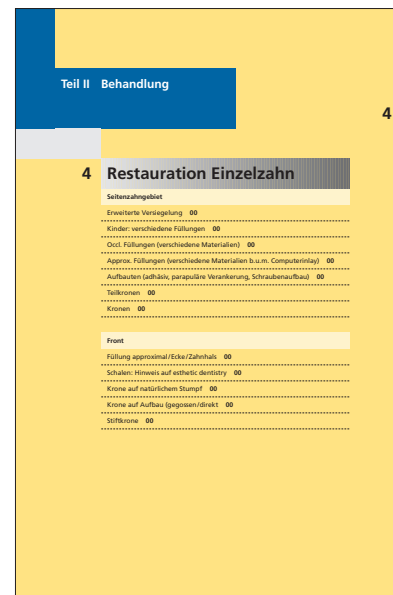 Teil II Behandlung
4
4 Restauration Einzelzahn
Seitenzahngebiet
Erweiterte Versiegelung 00
Kinder: verschiedene Füllungen 00
Occl. Füllungen (verschiedene Materialien) 00
Approx. Füllungen (verschiedene Materialien b.u.m. Computerinlay) 00
Aufbauten (adhäsiv, parapuläre Verankerung, Schraubenaufbau) 00
Teilkronen 00
Kronen 00
Front
Füllung approximal/Ecke/Zahnhals 00
Schalen: Hinweis auf esthetic dentistry 00
Krone auf natürlichem Stumpf 00
Krone auf Aufbau (gegossen/direkt 00
Stiftkrone 00